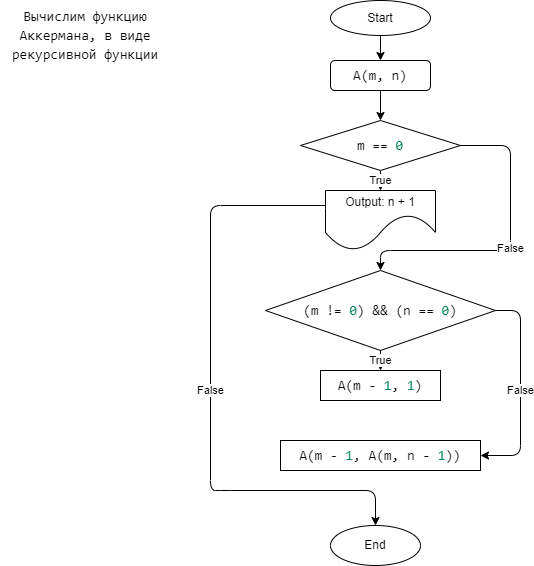 Вычислим функцию
Аккермана, в виде
рекурсивной функции
Start
A(m, n)
m == 0
True
Output: n + 1
False
(m != 0) && (n == 0)
True
A(m - 1, 1)
False
False
A(m - 1, A(m, n - 1))
End